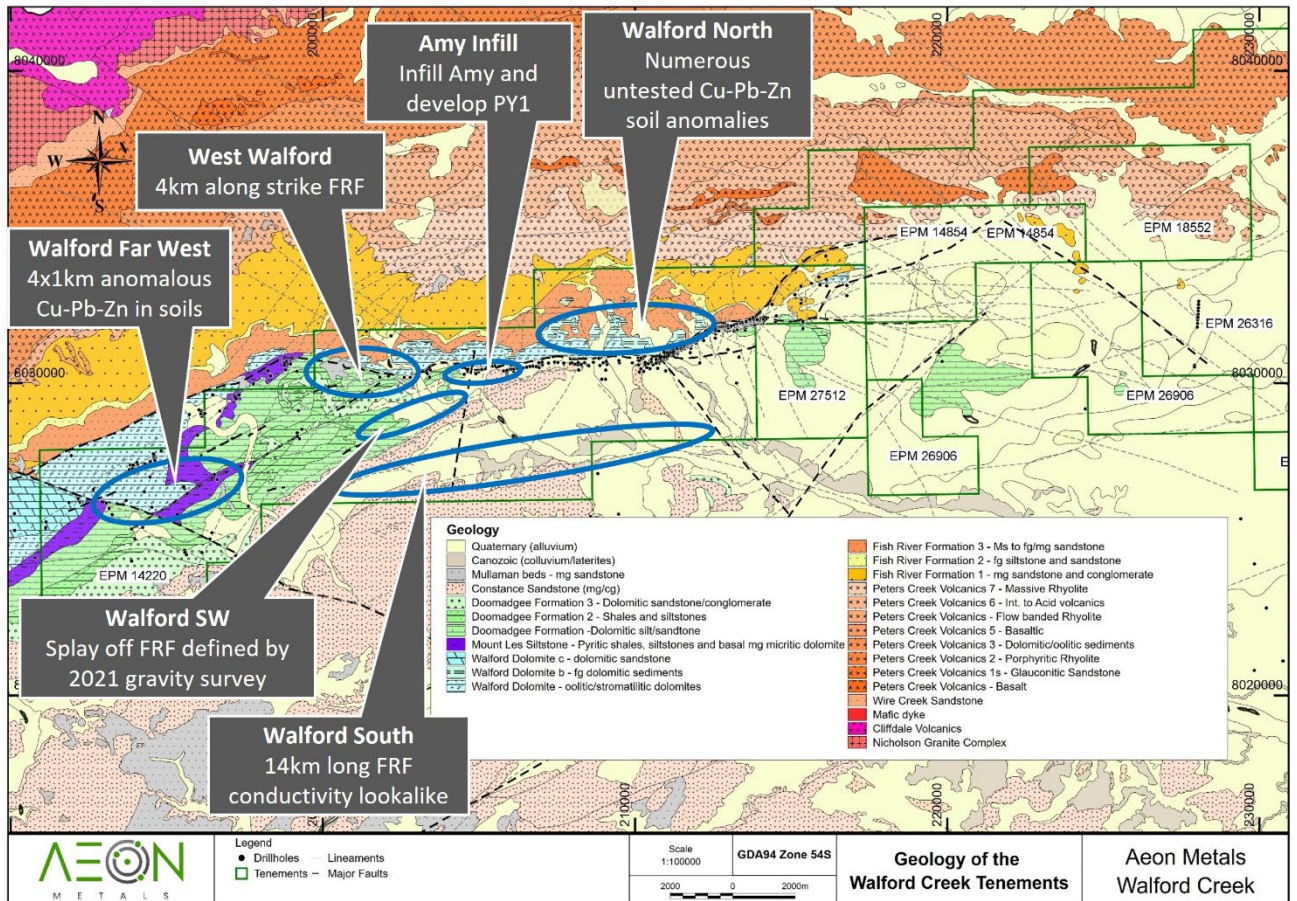 200000
220000
230000
8040000
8040000
Amy Infill
Infill Amy and
develop PY1
Walford North
Numerous
untested Cu-Pb-Zn
soil anomalies
N
W
E
S
West Walford
4km along strike FRF
Walford Far West
4x1km anomalous
Cu-Pb-Zn in soils
EPM 14854
EPM 14854
EPM 18552
EPM 26316
8030000
8030000
EPM 27512
EPM 26906
EPM 26906
EPM 14220
Walford SW
Splay off FRF defined by
2021 gravity survey
Walford South
14km long FRF
conductivity lookalike
8020000
210000
220000
230000
Geology
Quaternary (alluvium)
Canozoic (colluvium/laterites)
Mullaman beds - mg sandstone
Constance Sandstone (mg/cg)
Doomadgee Formation 3 - Dolomitic sandstone/conglomerate
Doomadgee Formation 2 - Shales and siltstones
Doomadgee Formation -Dolomitic silt/sandtone
Mount Les Siltstone - Pyritic shales, siltstones and basal mg micritic dolomite
Walford Dolomite c - dolomitic sandstone
Walford Dolomite b - fg dolomitic sediments
Walford Dolomite - oolitic/stromatilitic dolomites
Fish River Formation 3 - Ms to fg/mg sandstone
Fish River Formation 2 - fg siltstone and sandstone
Fish River Formation 1 - mg sandstone and conglomerate
Peters Creek Volcanics 7 - Massive Rhyolite
Peters Creek Volcanics 6 - Int. to Acid volcanics
Peters Creek Volcanics - Flow banded Rhyolite
Peters Creek Volcanics 5 - Basaltic
Peters Creek Volcanics 3 - Dolomitic/oolitic sediments
Peters Creek Volcanics 2 - Porphyritic Rhyolite
Peters Creek Volcanics 1s - Glauconitic Sandstone
Peters Creek Volcanics - Basalt
Wire Creek Sandstone
Mafic dyke
Cliffdale Volcanics
Nicholson Granite Complex
AEON
METALS
Legend
Drillholes
Lineaments
Tenements
Major Faults
Scale
1:100000
GDA94 Zone 54S
2000 0 2000m
Geology of the
Walford Creek Tenements
Aeon Metals
Walford Creek